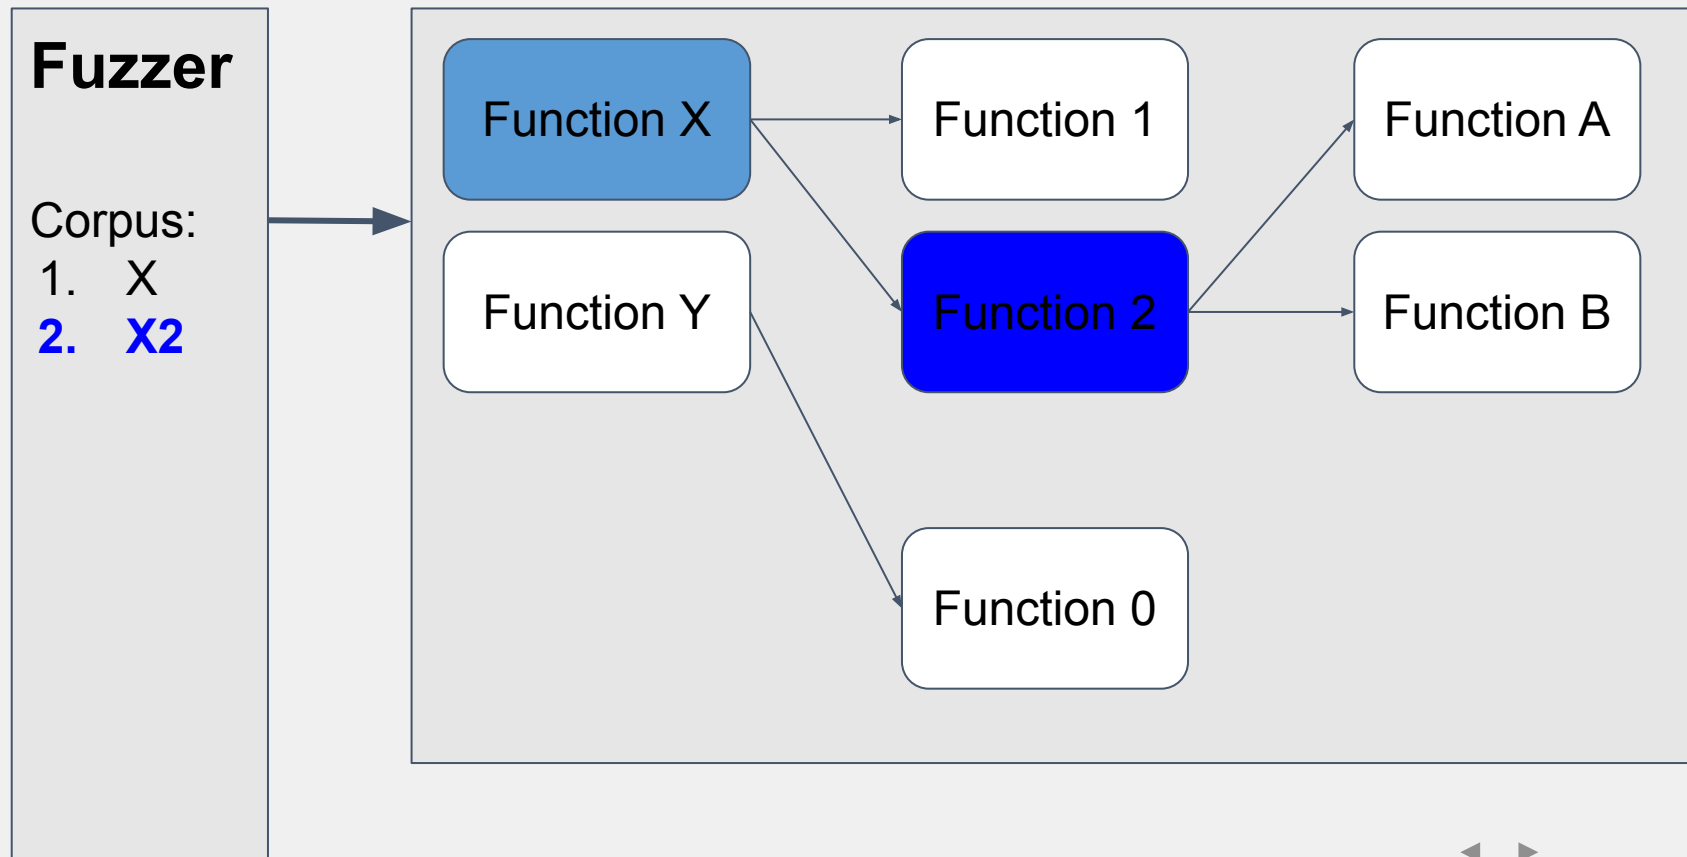 Fuzzer
Corpus:
1. X
2. X2
Function X
Function 1
Function A
Function Y
Function 2
Function B
Function 0